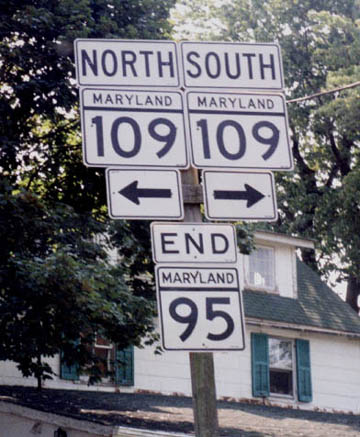 NORTH SOUTH
MARYLAND MARYLAND
109 109
END
MARYLAND
95